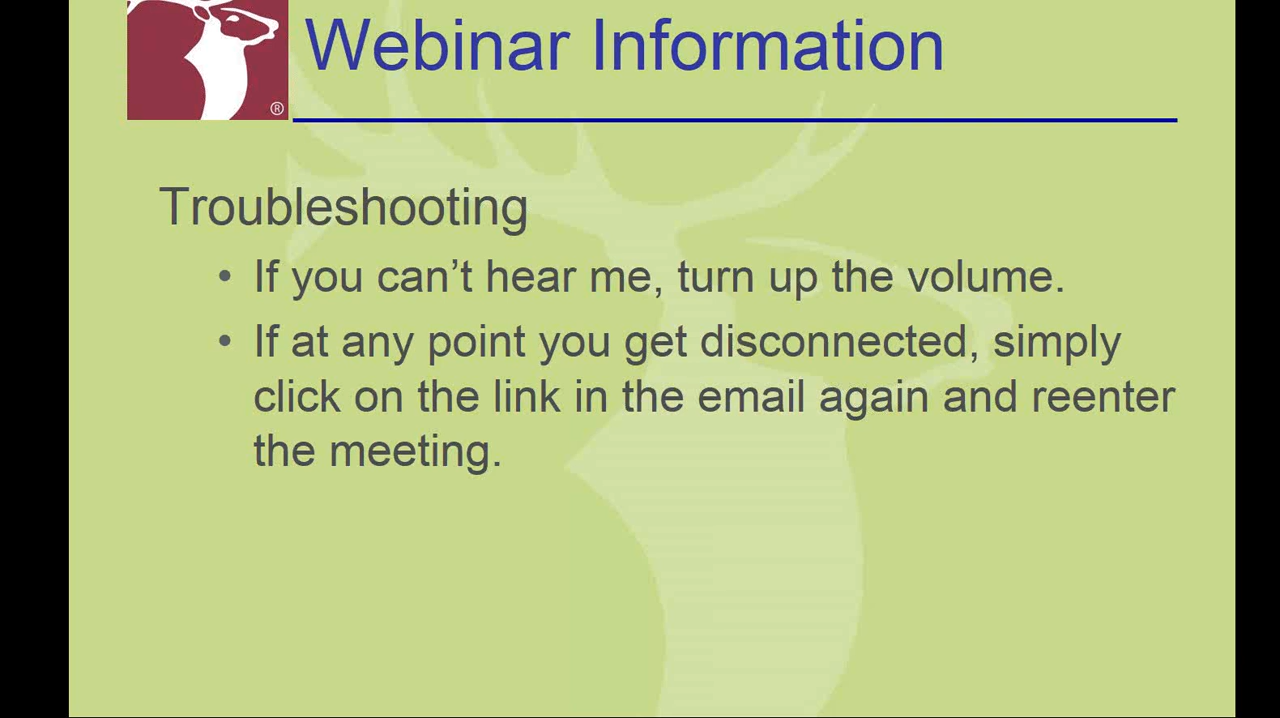 Webinar Information
®
Troubleshooting
• If you can’t hear me, turn up the volume.
• If at any point you get disconnected, simply
click on the link in the email again and reenter
the meeting.